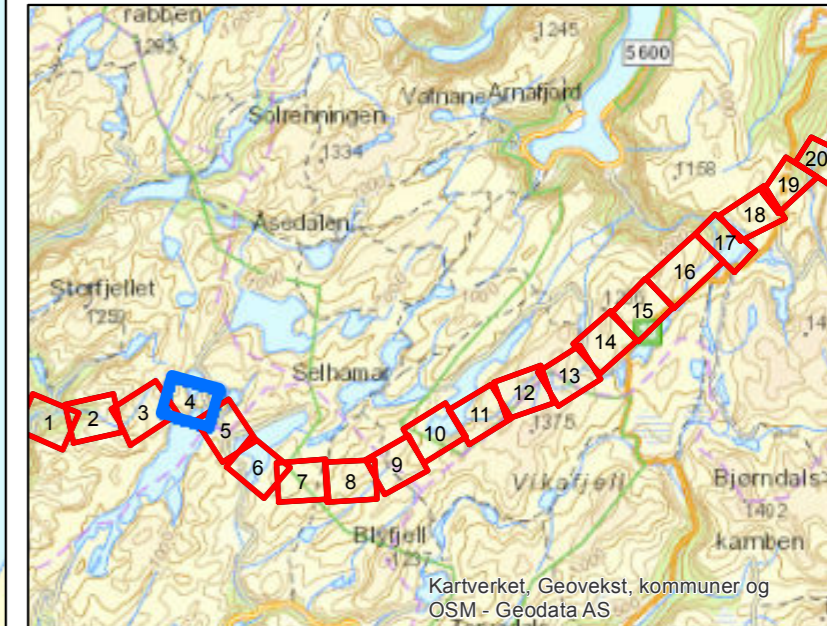 rabben
1293
1245
5600
Solrenningen
Vatnane
Arnafjord
1334
1158
20
19
18
17
Åsedalen
16
Storfjellet
15
14
Selhamar
13
4
3
2
1
12
11
1375
5
10
9
6
7
8
Vikafjell
Bjørndals
1402
Blyfjell
kamben
1297
Kartverket, Geovekst, kommuner og
OSM - Geodata AS